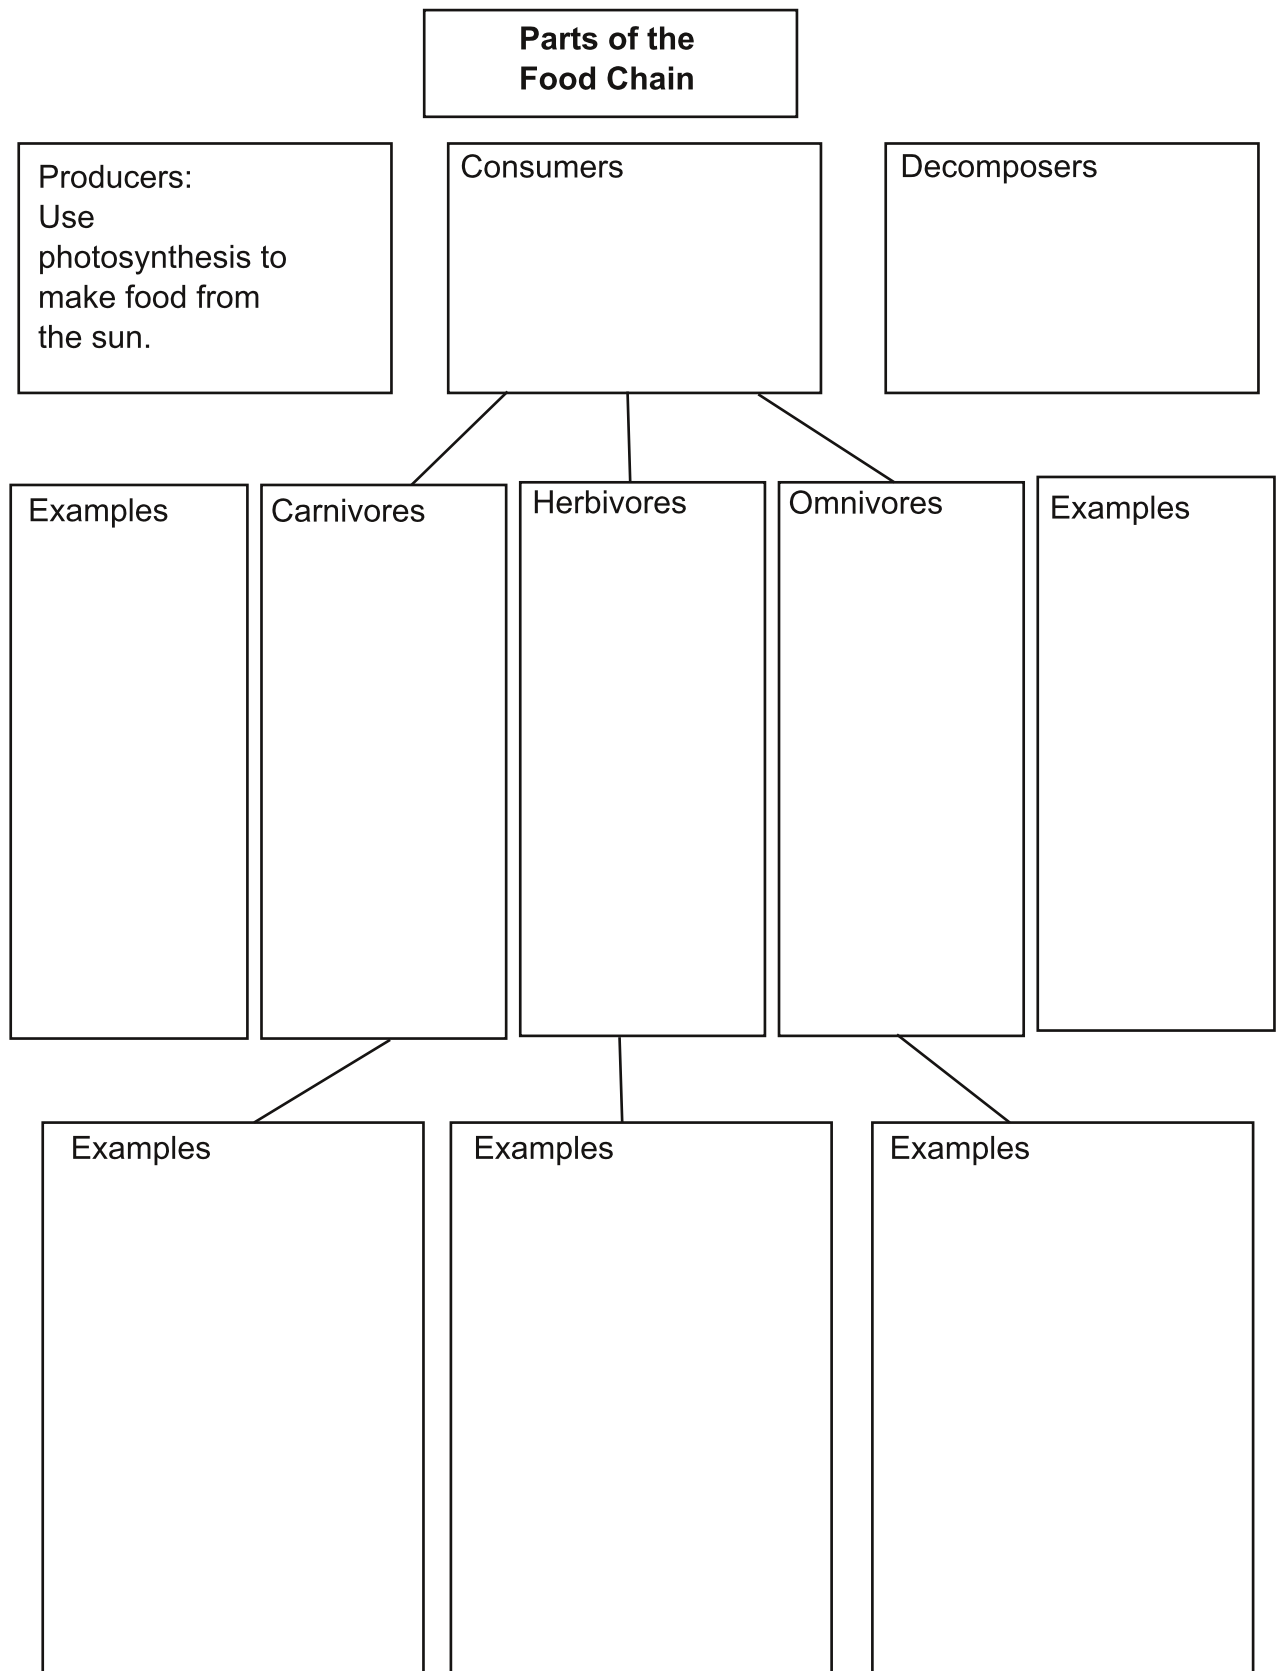 Parts of the
Food Chain
Producers:
Use
photosynthesis to
make food from
the sun.
Consumers
Decomposers
Examples
Carnivores
Herbivores
Omnivores
Examples
Examples
Examples
Examples